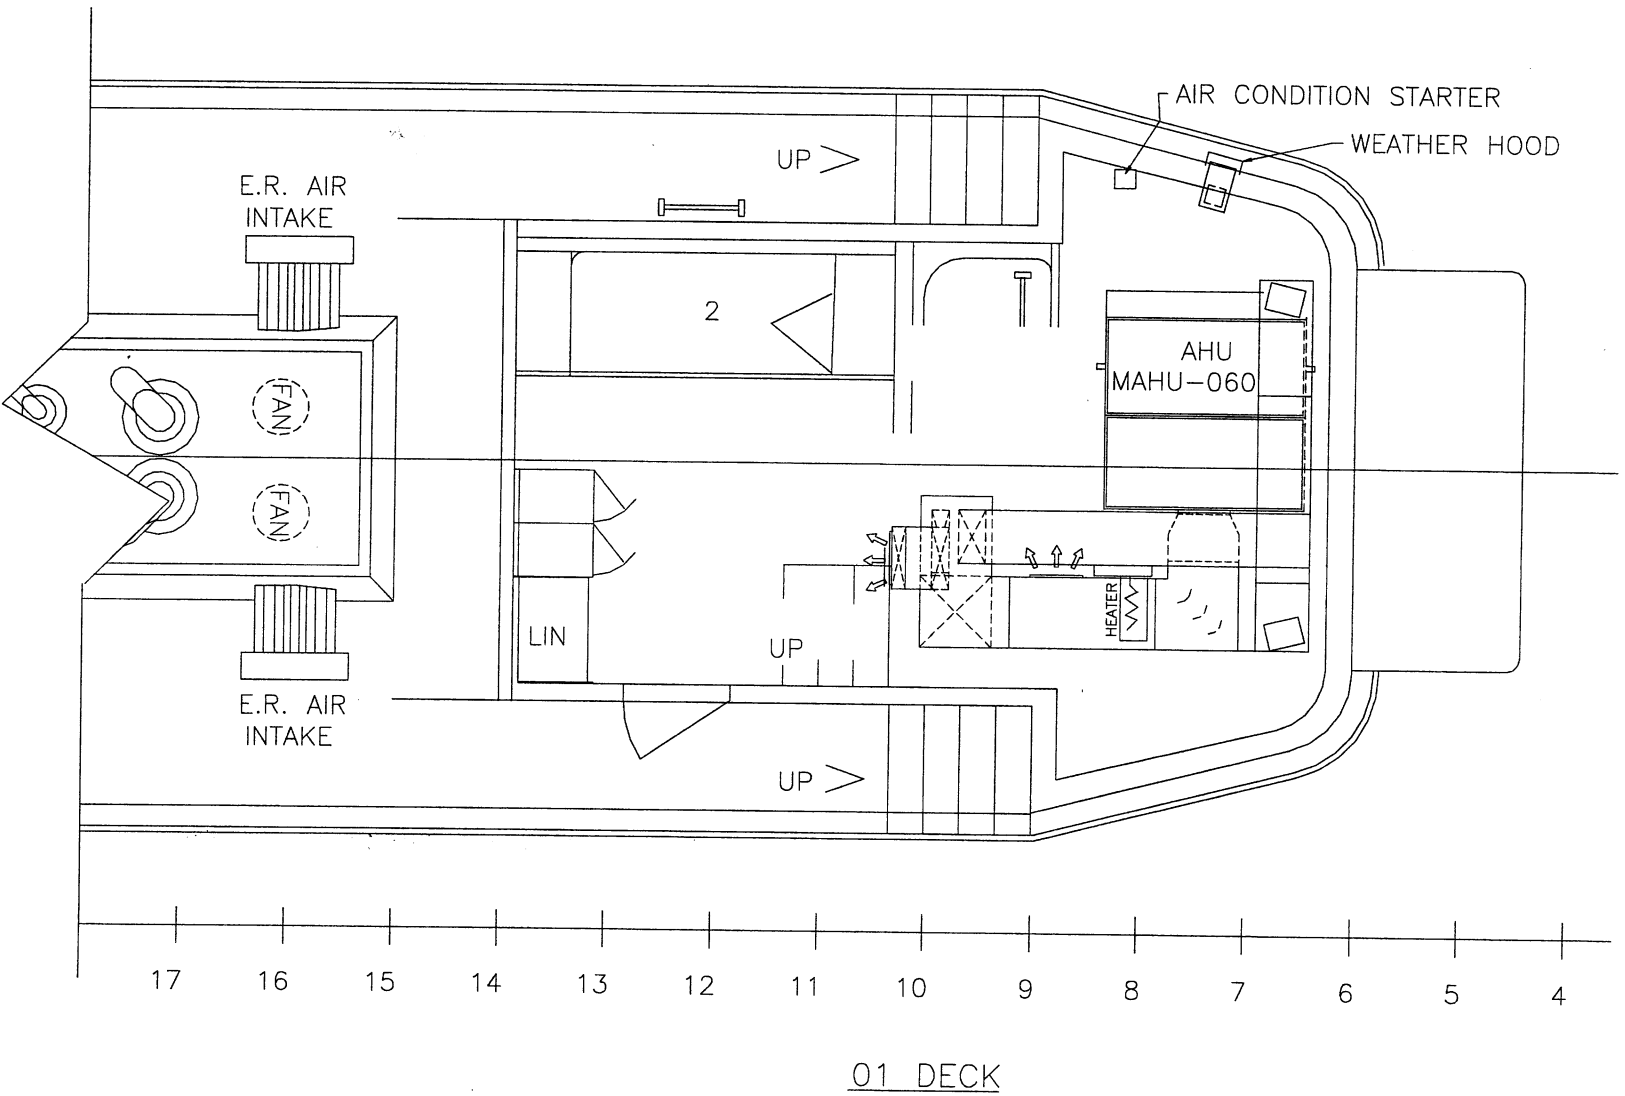 AIR CONDITION STARTER
WEATHER HOOD
UP
E.R. AIR
INTAKE
2
AHU
MAHU-060
FAN
FAN
HEATER
LIN
UP
E.R. AIR
INTAKE
UP
17 16 15 14 13 12 11 10 9 8 7 6 5 4
01 DECK